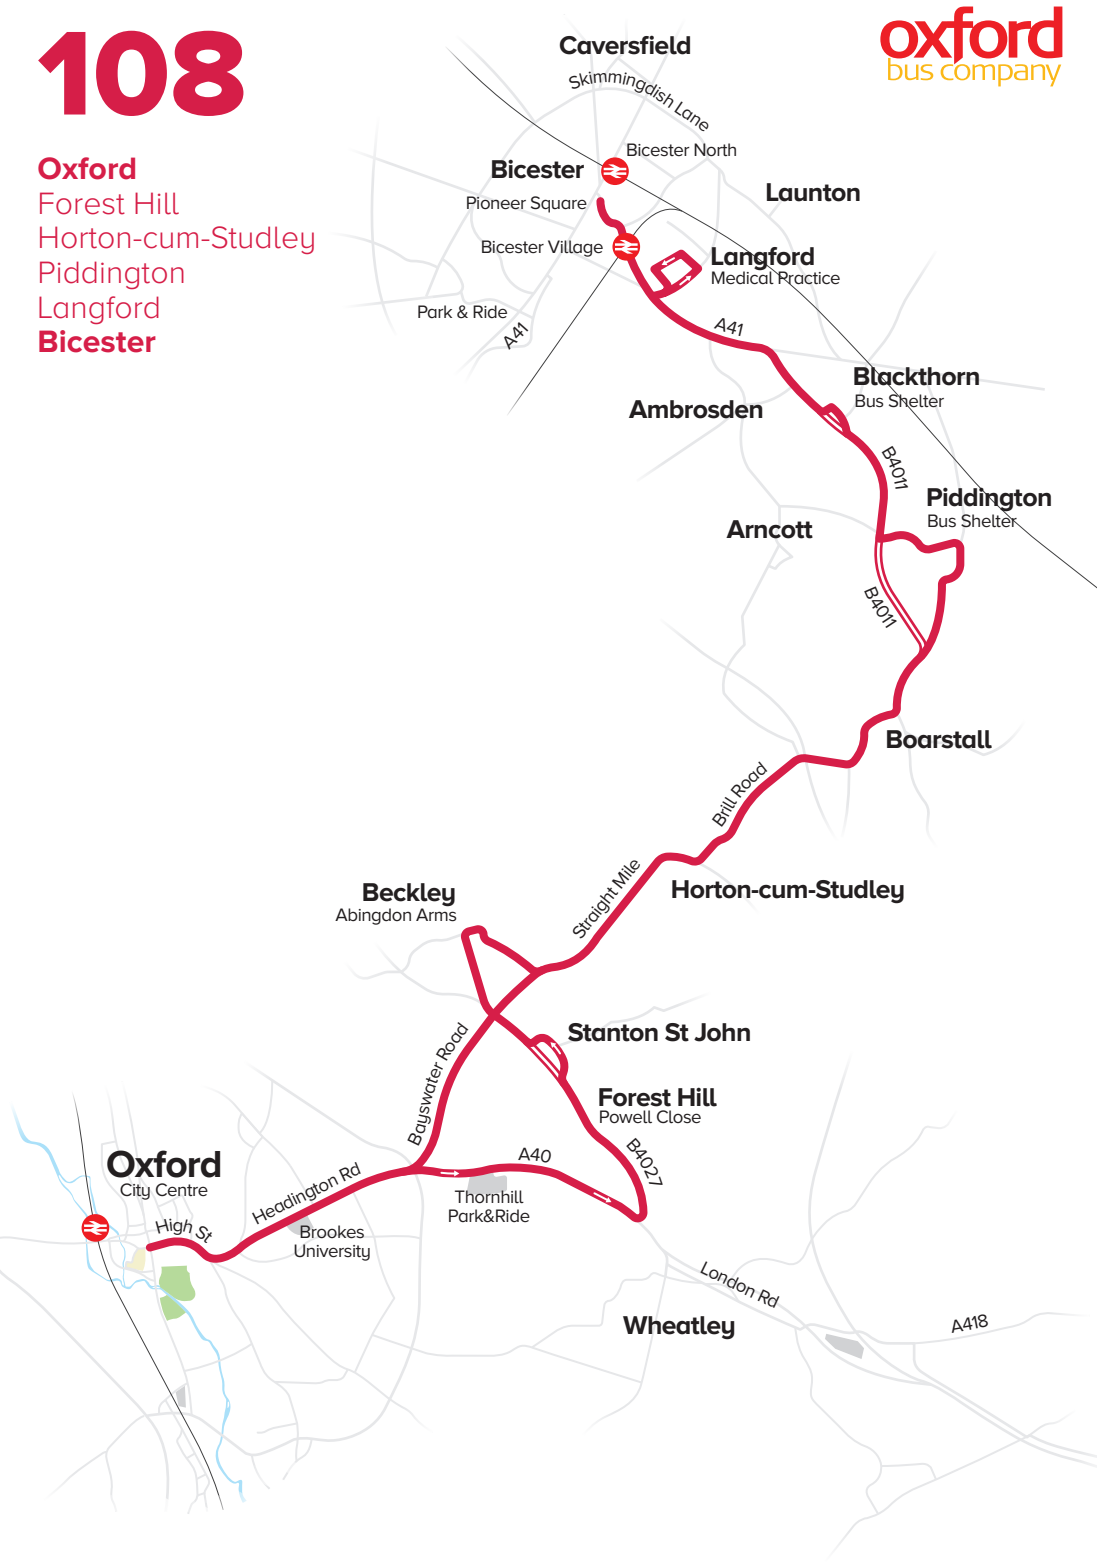 108
oxford
bus company
Oxford
Forest Hill
Horton-cum-Studley
Piddington
Langford
Bicester
Caversfield
Skimmingdish Lane
Bicester North
Bicester
Pioneer Square
Launton
Bicester Village
Langford
Medical Practice
Park & Ride
A41
A41
Blackthorn
Bus Shelter
Ambrosden
B4011
Piddington
Bus Shelter
Arncott
B4011
Boarstall
Brill Road
Straight Mile
Horton-cum-Studley
Beckley
Abingdon Arms
Stanton St John
Bayswater Road
Forest Hill
Powell Close
B4027
A40
Oxford
City Centre
Headington Rd
Thornhill
Park&Ride
High St
Brookes
University
London Rd
Wheatley
A418